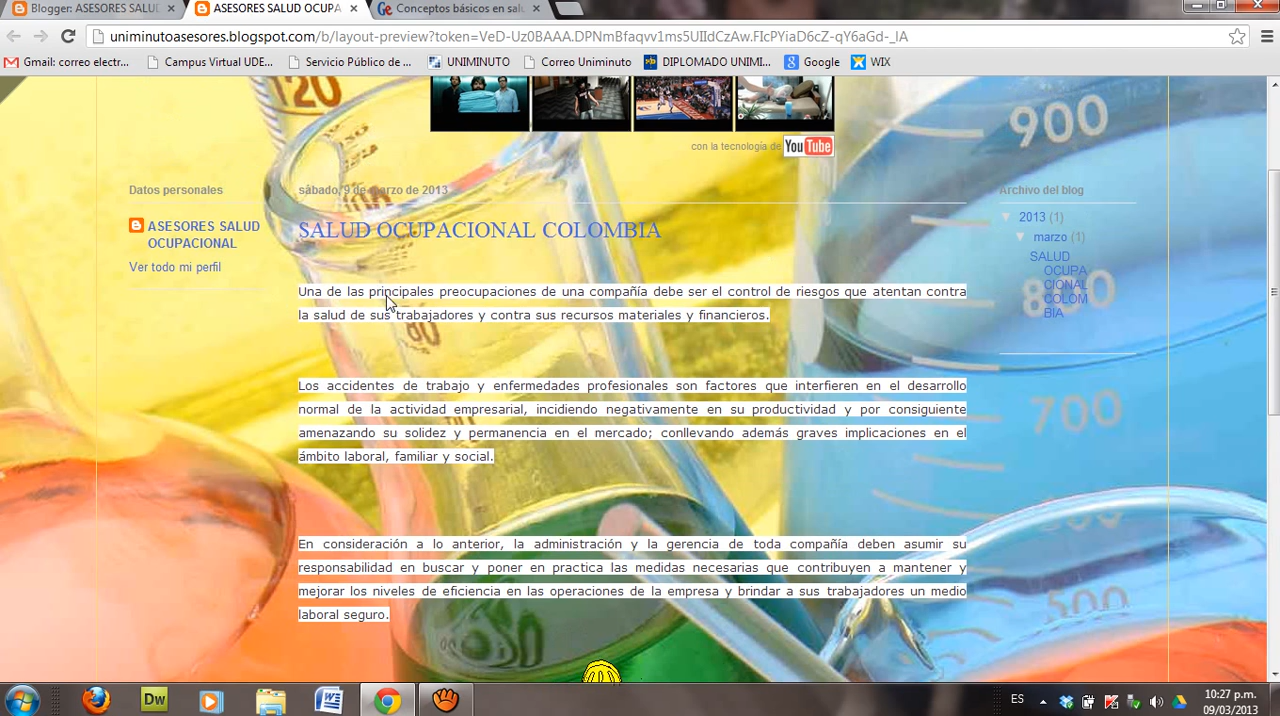 Blogger: ASESORES SALUD
ASESORES SALUD OCUPA
Conceptos básicos en salu
uniminutoasesores.blogspot.com/b/layout-preview?token=VeD-Uz0BAAA.DPNmBfaqvv1ms5UIIdCzAw.FIcPYiaD6cZ-qY6aGd-_lA
Gmail: correo electr...
Campus Virtual UDE...
Servicio Público de ...
UNIMINUTO
Correo Uniminuto
DIPLOMADO UNIMI...
Google
WIX
120
900
con la tecnología de YouTube
Datos personales
ASESORES SALUD
OCUPACIONAL
Ver todo mi perfil
sábado, 9 de marzo de 2013
SALUD OCUPACIONAL COLOMBIA
Una de las principales preocupaciones de una compañía debe ser el control de riesgos que atentan contra
la salud de sus trabajadores y contra sus recursos materiales y financieros.
Los accidentes de trabajo y enfermedades profesionales son factores que interfieren en el desarrollo
normal de la actividad empresarial, incidiendo negativamente en su productividad y por consiguiente
amenazando su solidez y permanencia en el mercado; conllevando además graves implicaciones en el
ámbito laboral, familiar y social.
En consideración a lo anterior, la administración y la gerencia de toda compañía deben asumir su
responsabilidad en buscar y poner en practica las medidas necesarias que contribuyen a mantener y
mejorar los niveles de eficiencia en las operaciones de la empresa y brindar a sus trabajadores un medio
laboral seguro.
Archivo del blog
▼ 2013 (1)
▼ marzo (1)
SALUD
OCUPA
CIONAL
COLOM
BIA
80
700
500
Dw
ES
10:27 p.m.
09/03/2013